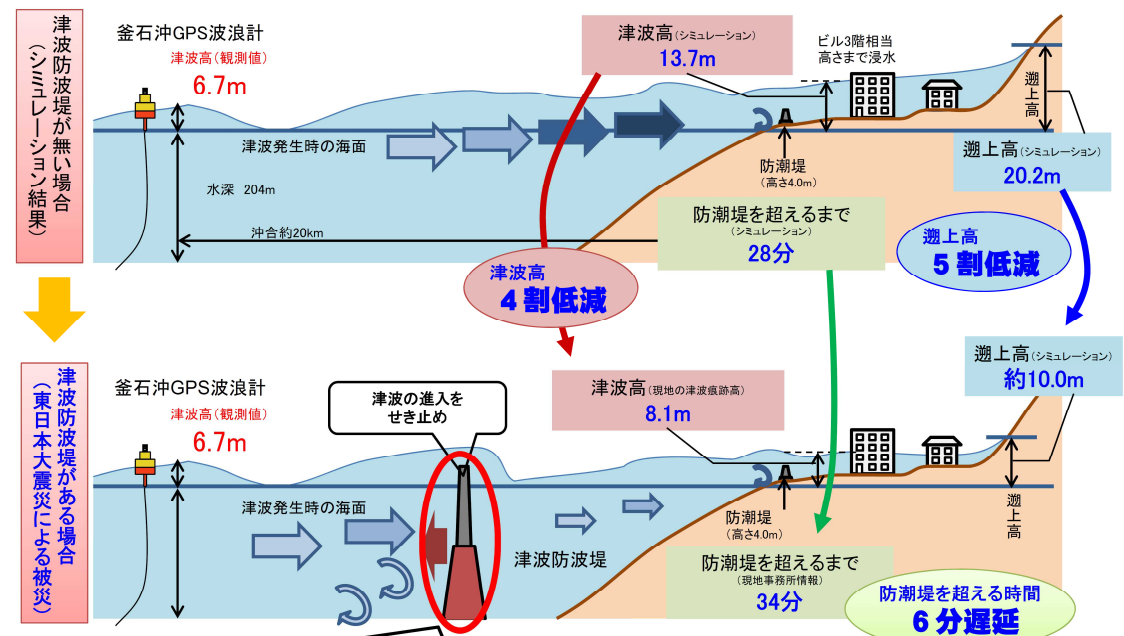 津波防波堤が無い場合
（シミュレーション結果）
釜石沖GPS波浪計
津波高（観測値）
6.7m
津波高（シミュレーション）
13.7m
ビル3階相当
高さまで浸水
遡上高
津波発生時の海面
水深 204m
沖合約20km
防潮堤
（高さ4.0m）
遡上高（シミュレーション）
20.2m
防潮堤を超えるまで
（シミュレーション）
28分
津波高
4割低減
遡上高
5割低減
津波防波堤がある場合
（東日本大震災による被災）
釜石沖GPS波浪計
津波高（観測値）
6.7m
津波の進入を
せき止め
津波高（現地の津波痕跡高）
8.1m
遡上高（シミュレーション）
約10.0m
津波発生時の海面
津波防波堤
防潮堤
（高さ4.0m）
遡上高
防潮堤を超えるまで
（現地事務所情報）
34分
防潮堤を超える時間
6分遅延